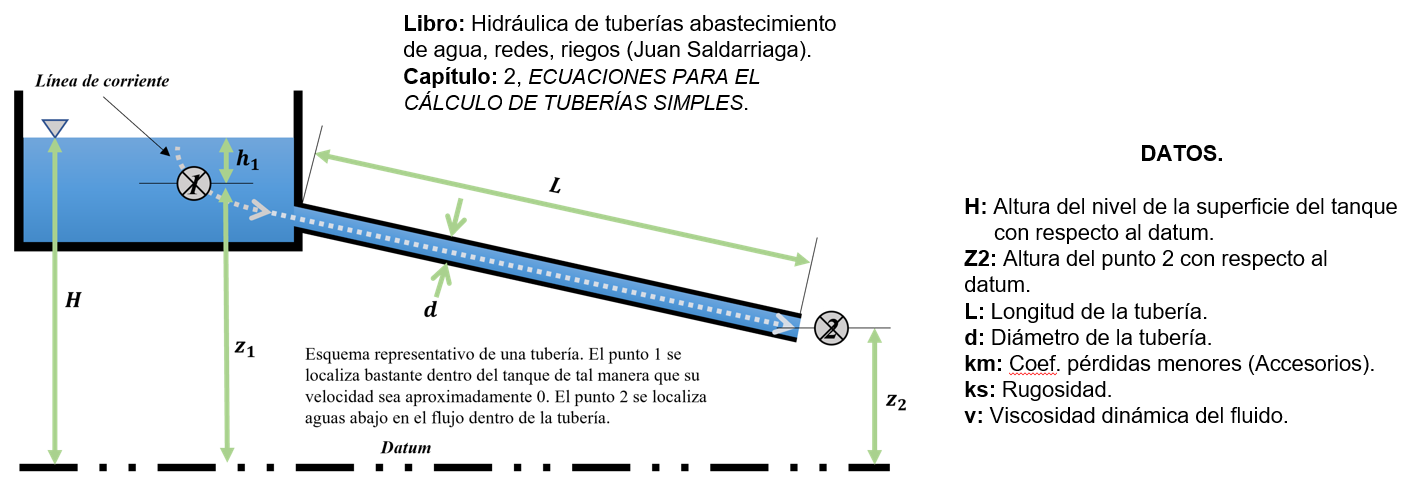 Libro: Hidráulica de tuberías abastecimiento
de agua, redes, riegos (Juan Saldarriaga).
Capítulo: 2, ECUACIONES PARA EL
CÁLCULO DE TUBERÍAS SIMPLES.
Línea de corriente
h1
1
L
H
d
z1
2
z2
Esquema representativo de una tubería. El punto 1 se
localiza bastante dentro del tanque de tal manera que su
velocidad sea aproximadamente 0. El punto 2 se localiza
aguas abajo en el flujo dentro de la tubería.
Datum
DATOS.
H: Altura del nivel de la superficie del tanque
con respecto al datum.
Z2: Altura del punto 2 con respecto al
datum.
L: Longitud de la tubería.
d: Diámetro de la tubería.
km: Coef. pérdidas menores (Accesorios).
ks: Rugosidad.
v: Viscosidad dinámica del fluido.